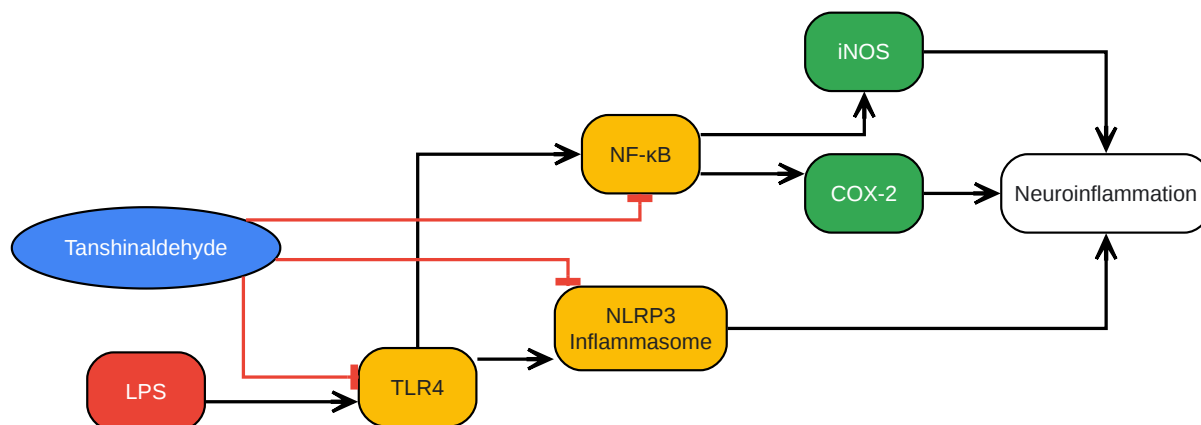 iNOS
NF-κB
COX-2
Neuroinflammation
Tanshinaldehyde
NLRP3
Inflammasome
LPS
TLR4